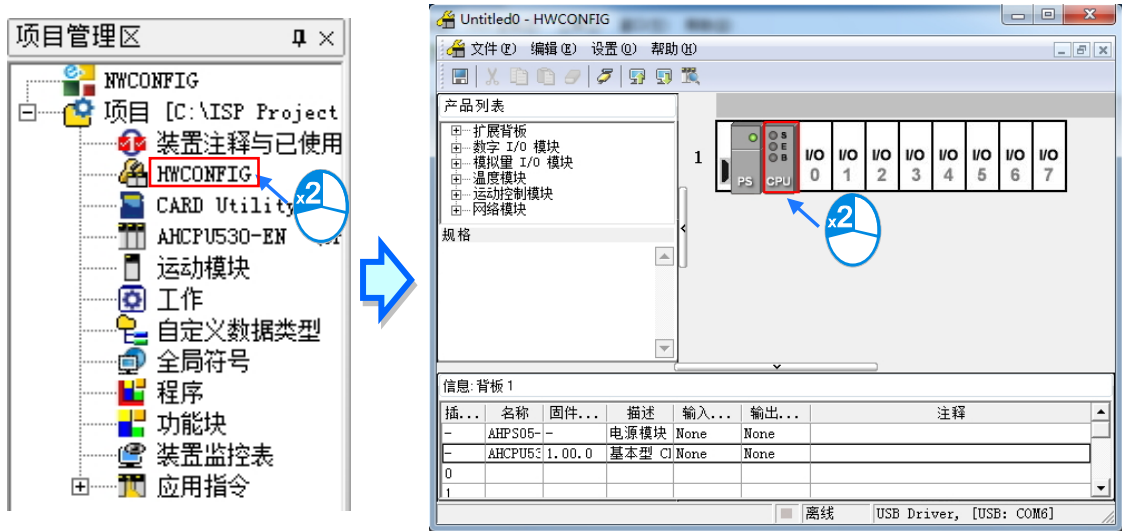 项目管理区
NWCONFIG
项目 [C:\ISP Project
装置注释与已使用
HWCONFIG
x2
CARD Utility
AHCPU530-EN
运动模块
工作
自定义数据类型
全局符号
程序
功能块
装置监控表
应用指令
Untitled0 - HWCONFIG
文件(F) 编辑(E) 设置(O) 帮助(H)
产品列表
扩展背板
数字 I/O 模块
模拟量 I/O 模块
温度模块
运动控制模块
网络模块
规格
1
PS
S
E
B
CPU
I/O I/O I/O I/O I/O I/O I/O I/O
0 1 2 3 4 5 6 7
x2
信息: 背板 1
插... 名称 固件... 描述 输入... 输出... 注释
- AHPS05- - 电源模块 None None
- AHCPU53 1.00.0 基本型 None None
0
1
离线 USB Driver, [USB: COM6]